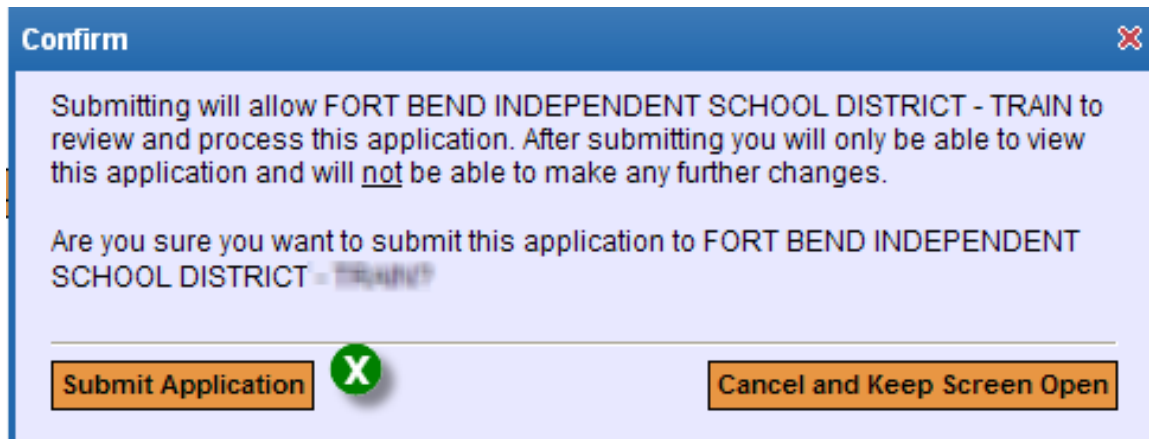 Confirm
Submitting will allow FORT BEND INDEPENDENT SCHOOL DISTRICT - TRAIN to
review and process this application. After submitting you will only be able to view
this application and will not be able to make any further changes.
Are you sure you want to submit this application to FORT BEND INDEPENDENT
SCHOOL DISTRICT -
Submit Application
X
Cancel and Keep Screen Open